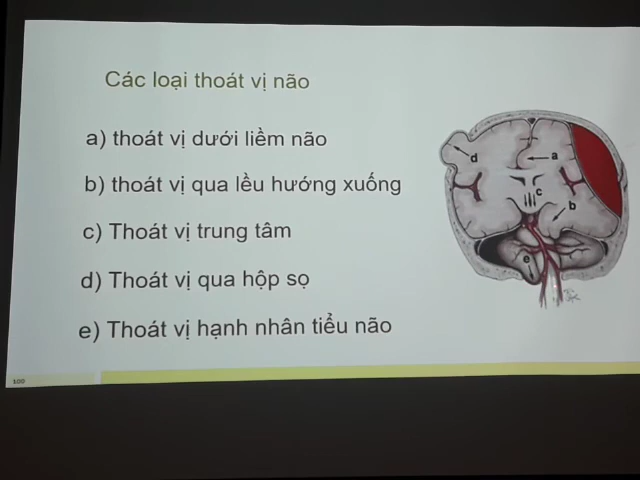 Các loại thoát vị não
a) thoát vị dưới liềm não
b) thoát vị qua lều hướng xuống
c) Thoát vị trung tâm
d) Thoát vị qua hộp sọ
e) Thoát vị hạnh nhân tiểu não
d
a
c
b
e
100